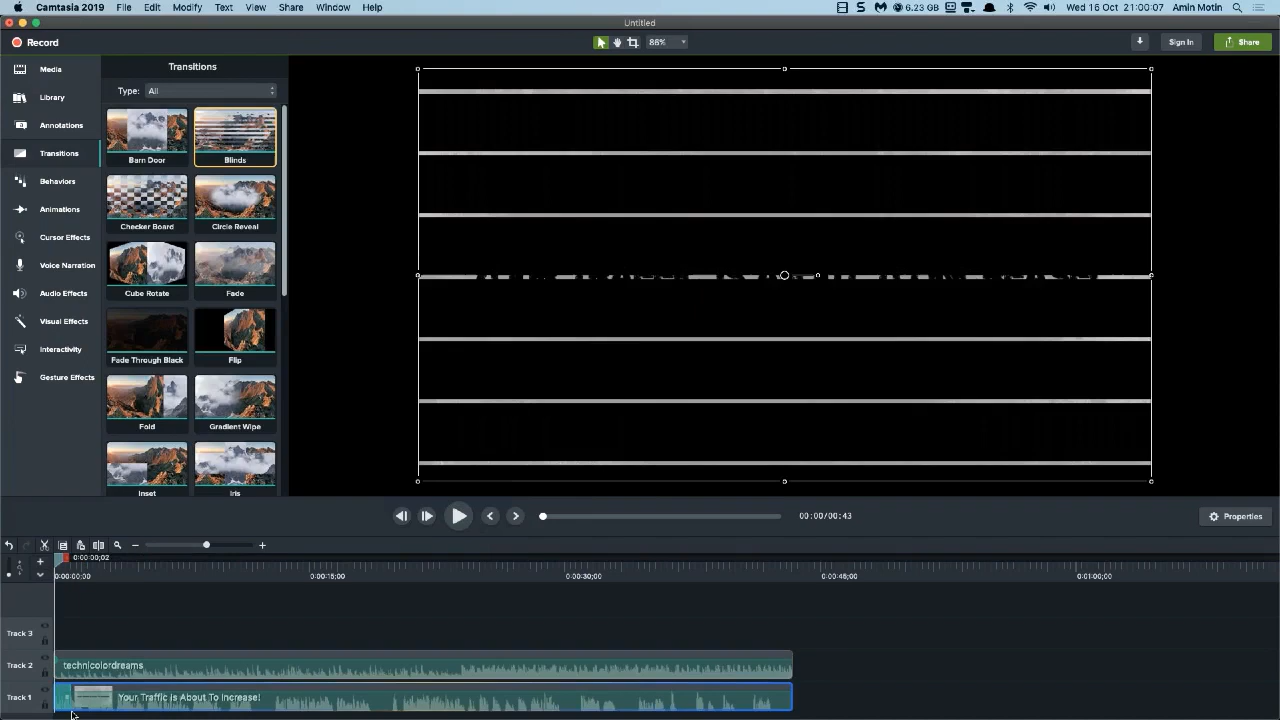 Camtasia 2019 File Edit Modify Text View Share Window Help 6.23 GB Wed 16 Oct 21:00:07 Amin Motin
Untitled
Record 86% Sign In Share
Media
Library
Annotations
Transitions
Behaviors
Animations
Cursor Effects
Voice Narration
Audio Effects
Visual Effects
Interactivity
Gesture Effects
Transitions
Type: All
Barn Door Blinds
Checker Board Circle Reveal
Cube Rotate Fade
Fade Through Black Flip
Fold Gradient Wipe
Inset Iris
00:00/00:43 Properties
0:00:00;02
0:00:00;00 0:00:15;00 0:00:30;00 0:00:45;00 0:01:00;00
Track 3
Track 2 technicolordreams
Track 1 Your Traffic Is About To Increase!